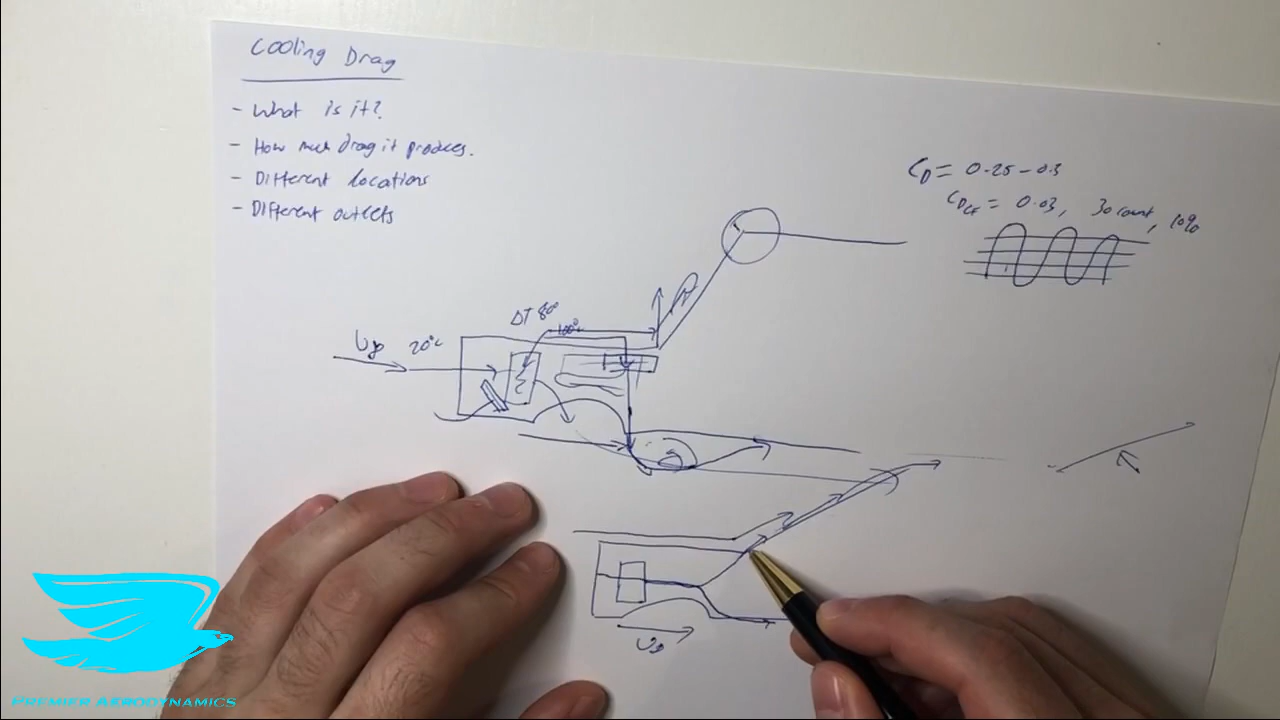 Cooling Drag
- What is it?
- How much drag it produces.
- Different locations
- Different outlets
C_D = 0.25 - 0.3
C_DCF = 0.03, 30 count, 10%
ΔT 80°
100°C
U∞ 20°C
U∞
PREMIER AERODYNAMICS